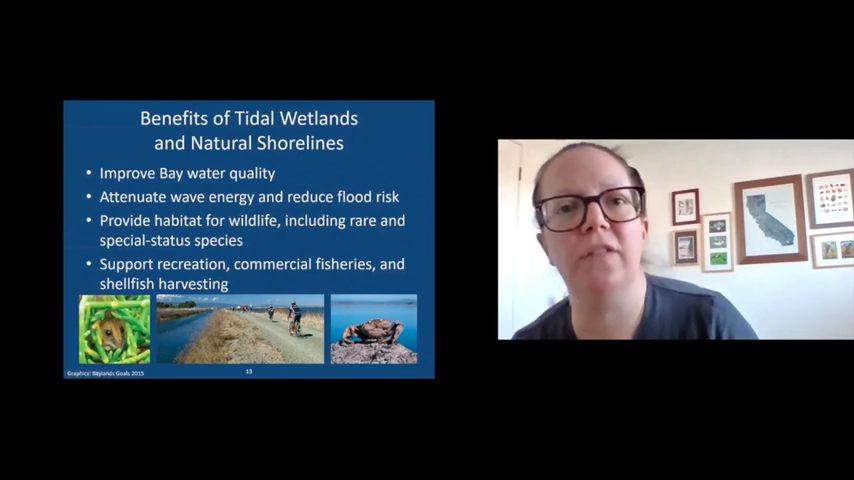 Benefits of Tidal Wetlands
and Natural Shorelines
• Improve Bay water quality
• Attenuate wave energy and reduce flood risk
• Provide habitat for wildlife, including rare and
special-status species
• Support recreation, commercial fisheries, and
shellfish harvesting
Graphics: Baylands Goals 2015
13